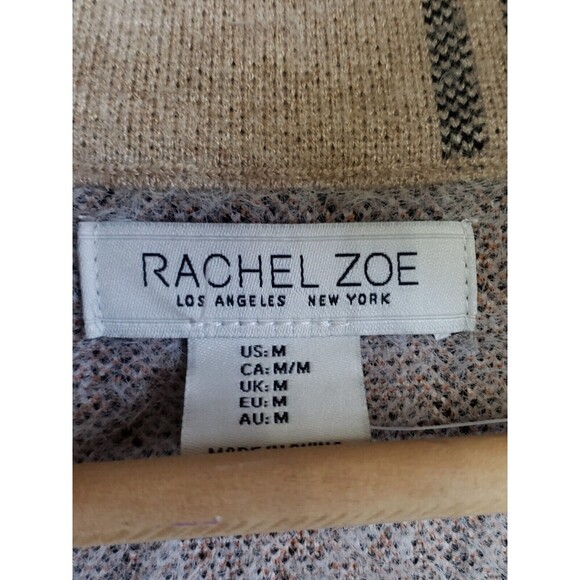 RACHEL ZOE
LOS ANGELES NEW YORK
US: M
CA: M/M
UK: M
EU: M
AU: M